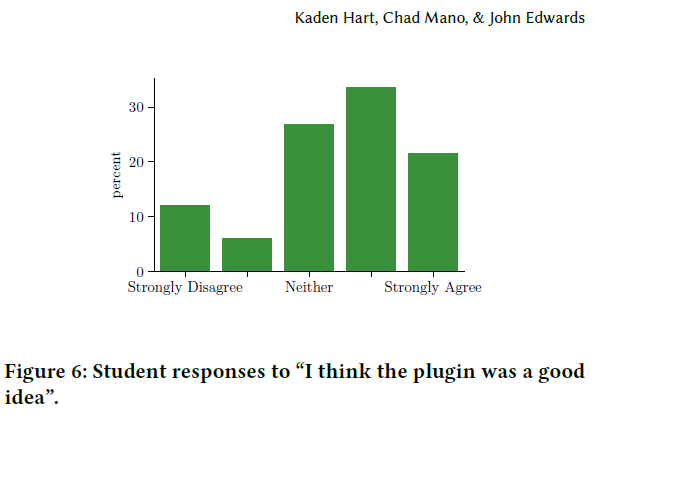 Kaden Hart, Chad Mano, & John Edwards
30
20
10
0
percent
Strongly Disagree
Neither
Strongly Agree
Figure 6: Student responses to “I think the plugin was a good
idea”.